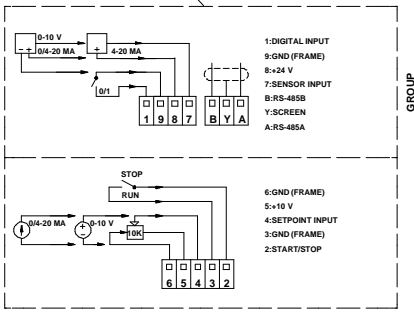 0-10 V
- +
+
0/4-20 MA
4-20 MA
0/1
1 9 8 7
B Y A
1:DIGITAL INPUT
9:GND (FRAME)
8:+24 V
7:SENSOR INPUT
B:RS-485B
Y:SCREEN
A:RS-485A
GROUP
STOP
RUN
0/4-20 MA
+
-
0-10 V
10K
6 5 4 3 2
6:GND (FRAME)
5:+10 V
4:SETPOINT INPUT
3:GND (FRAME)
2:START/STOP